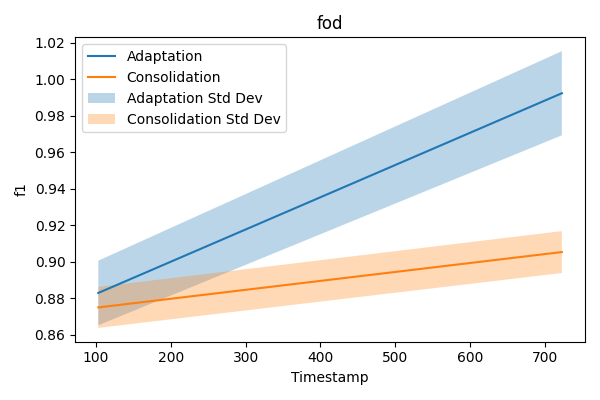 fod
1.02
1.00
0.98
0.96
0.94
0.92
0.90
0.88
0.86
f1
Adaptation
Consolidation
Adaptation Std Dev
Consolidation Std Dev
100 200 300 400 500 600 700
Timestamp